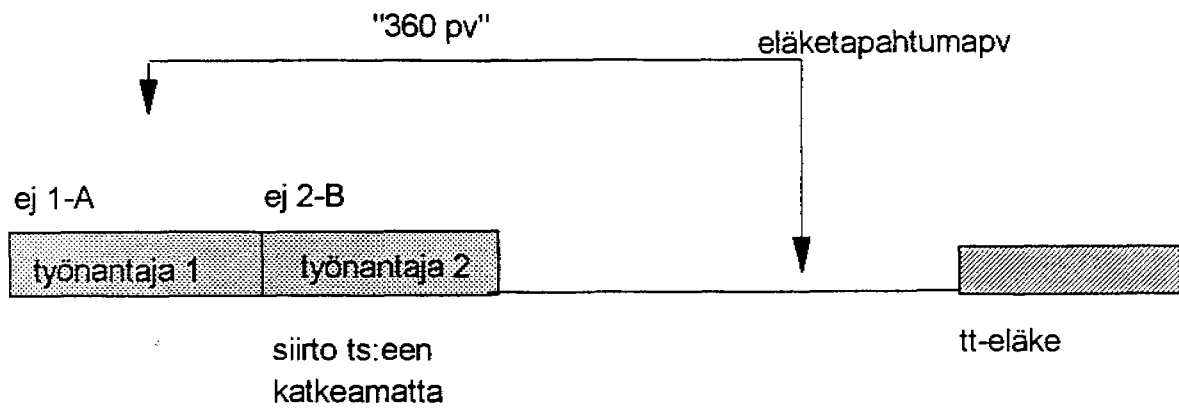 "360 pv"
eläketapahtumapv
ej 1-A
ej 2-B
työnantaja 1
työnantaja 2
siirto ts:een
katkeamatta
tt-eläke